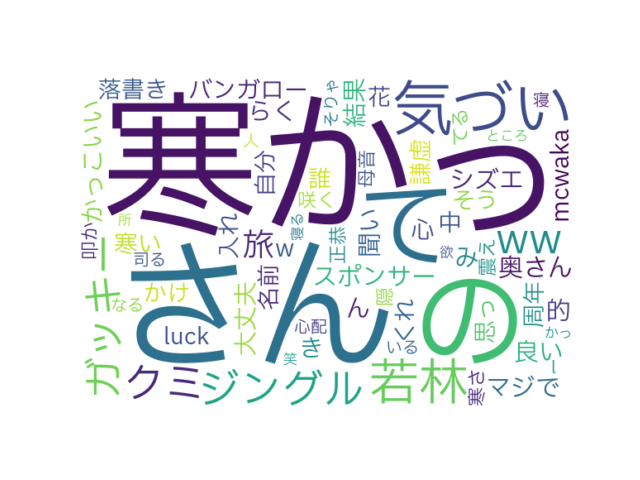 落書き
バンガロー
らく
そりゃ
結果
花
気づい
寝
てる
ところ
寒かっ
人
mcwaka
かっこいい
自分
誰
咲く
母音
謙虚
シズエ
そう
叩か
所
寒い
司る
入れ
旅
w
寝る
正恭
聞い
て
心
中
欲
み
震え
ww
奥さん
ガッキー
なる
かけ
さん
名前
大丈夫
スポンサー
隠
の
思っ
周年
的
かっ
luck
心配
ん
き
くれ
いる
良い
ー
クミ
笑
ジングル
若林
寒さ
マジで